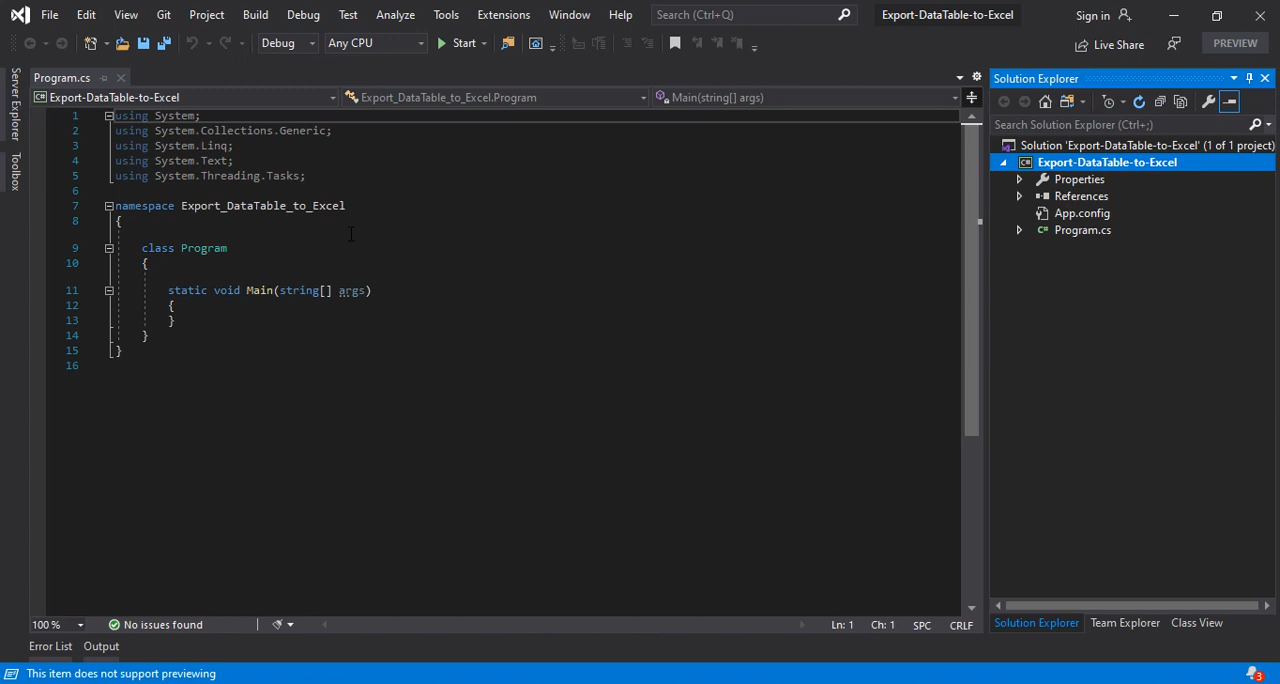 File Edit View Git Project Build Debug Test Analyze Tools Extensions Window Help Search (Ctrl+Q) Export-DataTable-to-Excel Sign in
Debug Any CPU Start Live Share PREVIEW
Server Explorer
Toolbox
Program.cs
Export-DataTable-to-Excel Export_DataTable_to_Excel.Program Main(string[] args)
1 using System;
2 using System.Collections.Generic;
3 using System.Linq;
4 using System.Text;
5 using System.Threading.Tasks;
6
7 namespace Export_DataTable_to_Excel
8 {
9 class Program
10 {
11 static void Main(string[] args)
12 {
13 }
14 }
15 }
16
100 % No issues found Ln: 1 Ch: 1 SPC CRLF
Solution Explorer
Search Solution Explorer (Ctrl+;)
Solution 'Export-DataTable-to-Excel' (1 of 1 project)
Export-DataTable-to-Excel
Properties
References
App.config
C# Program.cs
Solution Explorer Team Explorer Class View
Error List Output
This item does not support previewing 3